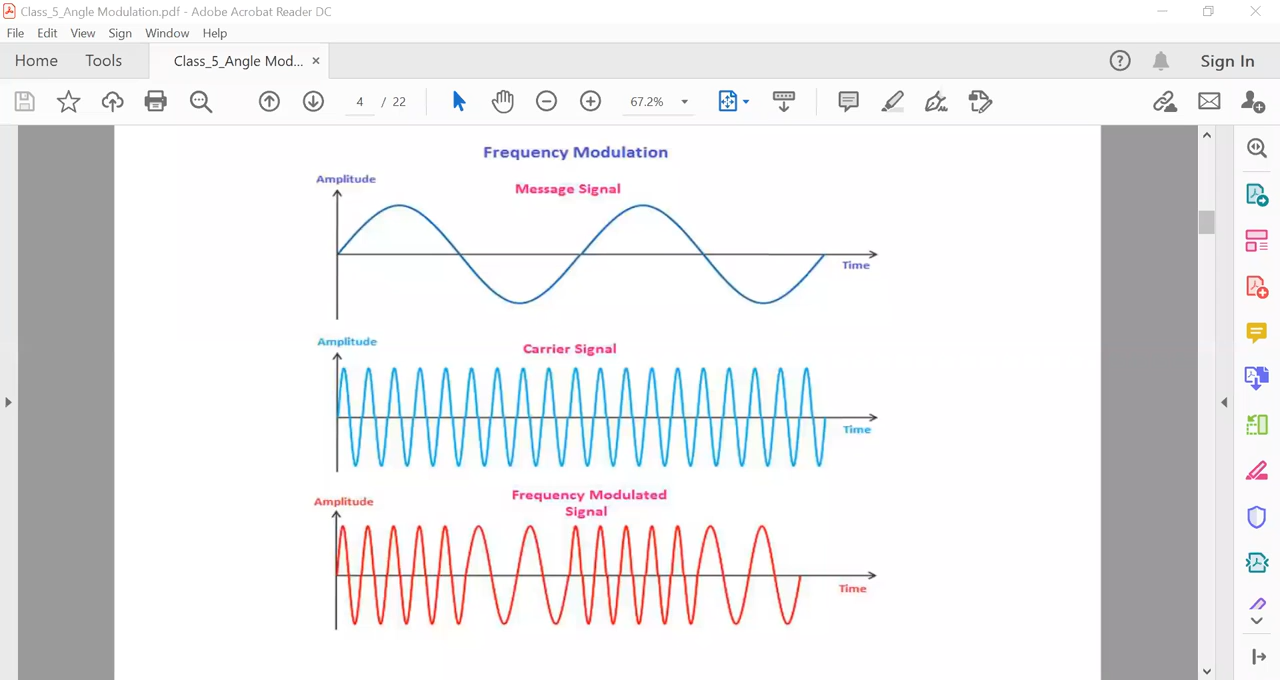 Class_5_Angle Modulation.pdf - Adobe Acrobat Reader DC
File Edit View Sign Window Help
Home Tools Class_5_Angle Mod... × Sign In
4 / 22 67.2%
Frequency Modulation
Amplitude
Message Signal
Time
Amplitude
Carrier Signal
Time
Amplitude
Frequency Modulated
Signal
Time